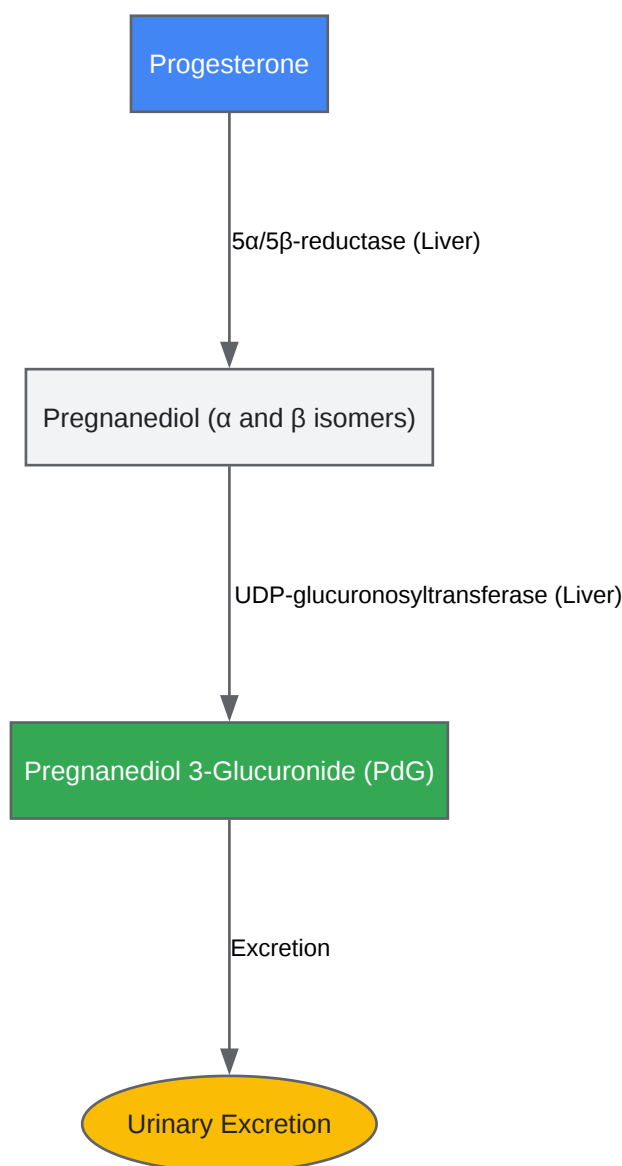 Progesterone
5α/5β-reductase (Liver)
Pregnanediol (α and β isomers)
UDP-glucuronosyltransferase (Liver)
Pregnanediol 3-Glucuronide (PdG)
Excretion
Urinary Excretion